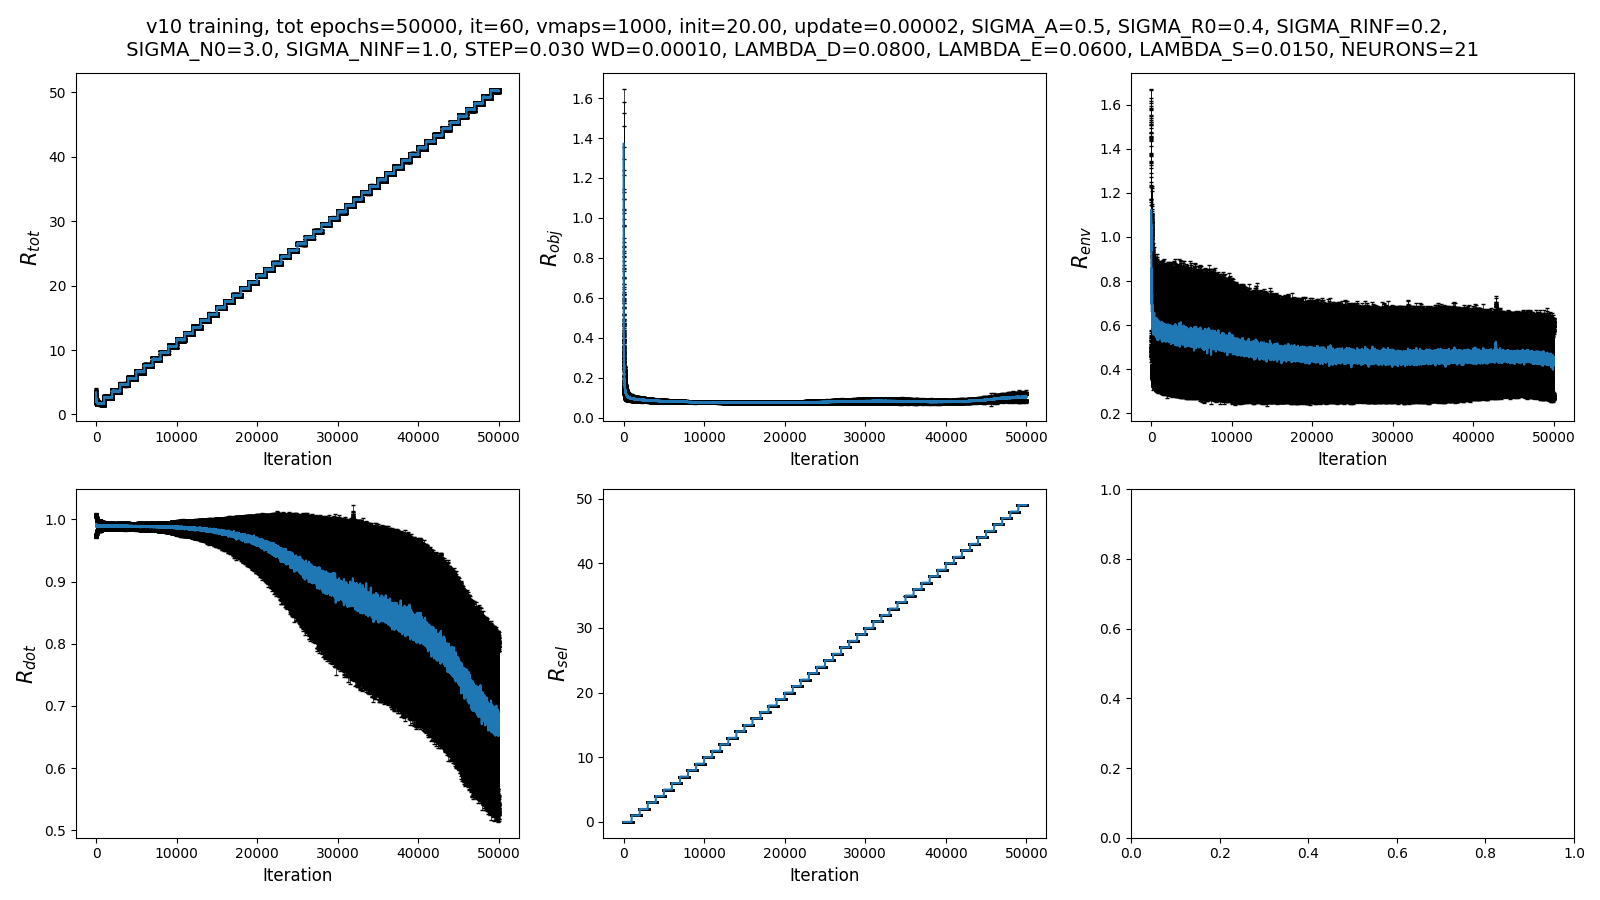 v10 training, tot epochs=50000, it=60, vmaps=1000, init=20.00, update=0.00002, SIGMA_A=0.5, SIGMA_R0=0.4, SIGMA_RINF=0.2,
SIGMA_N0=3.0, SIGMA_NINF=1.0, STEP=0.030 WD=0.00010, LAMBDA_D=0.0800, LAMBDA_E=0.0600, LAMBDA_S=0.0150, NEURONS=21
R_tot
50
40
30
20
10
0
0 10000 20000 30000 40000 50000
Iteration
R_obj
1.6
1.4
1.2
1.0
0.8
0.6
0.4
0.2
0.0
0 10000 20000 30000 40000 50000
Iteration
R_env
1.6
1.4
1.2
1.0
0.8
0.6
0.4
0.2
0 10000 20000 30000 40000 50000
Iteration
R_dot
1.0
0.9
0.8
0.7
0.6
0.5
0 10000 20000 30000 40000 50000
Iteration
R_sel
50
40
30
20
10
0
0 10000 20000 30000 40000 50000
Iteration
1.0
0.8
0.6
0.4
0.2
0.0
0.0 0.2 0.4 0.6 0.8 1.0